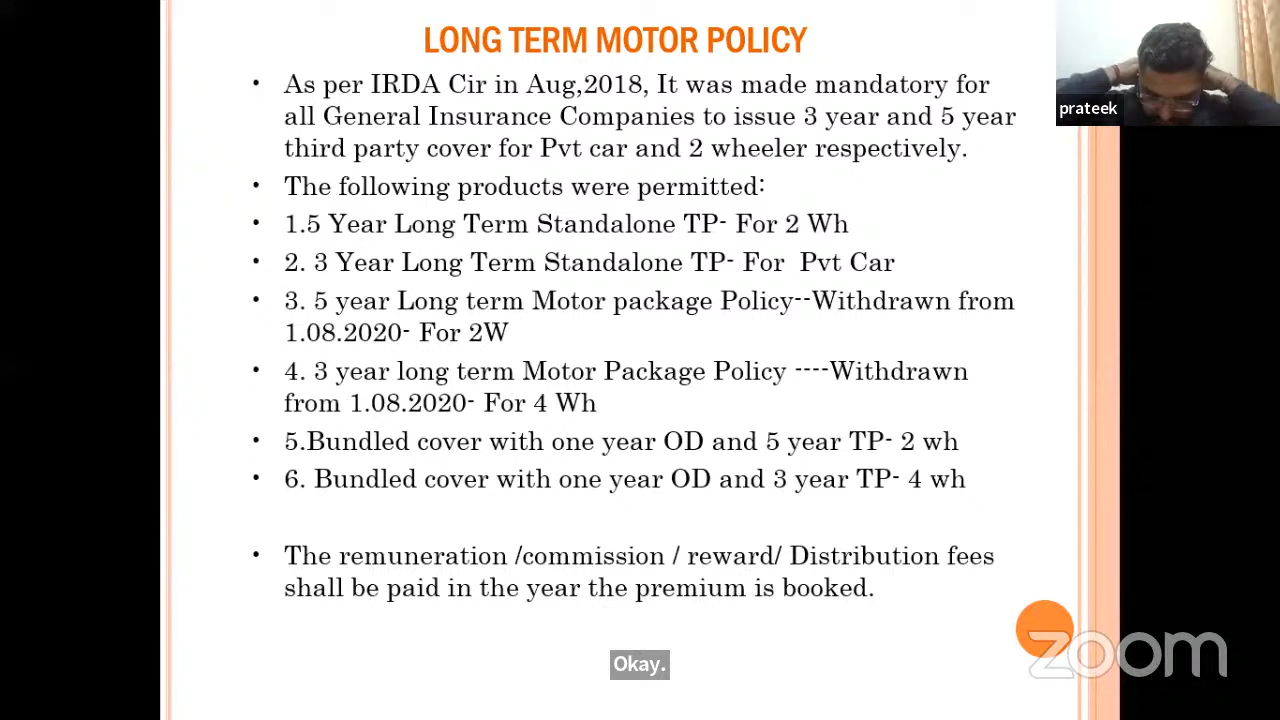 LONG TERM MOTOR POLICY
prateek
• As per IRDA Cir in Aug,2018, It was made mandatory for
all General Insurance Companies to issue 3 year and 5 year
third party cover for Pvt car and 2 wheeler respectively.
• The following products were permitted:
• 1.5 Year Long Term Standalone TP- For 2 Wh
• 2. 3 Year Long Term Standalone TP- For Pvt Car
• 3. 5 year Long term Motor package Policy--Withdrawn from
1.08.2020- For 2W
• 4. 3 year long term Motor Package Policy ----Withdrawn
from 1.08.2020- For 4 Wh
• 5.Bundled cover with one year OD and 5 year TP- 2 wh
• 6. Bundled cover with one year OD and 3 year TP- 4 wh
• The remuneration /commission / reward/ Distribution fees
shall be paid in the year the premium is booked.
zoom
Okay.